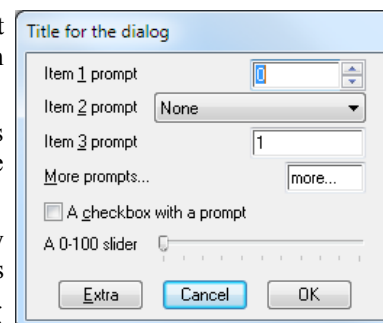 Title for the dialog
Item 1 prompt 0
Item 2 prompt None
Item 3 prompt 1
More prompts... more...
A checkbox with a prompt
A 0-100 slider
Extra Cancel OK